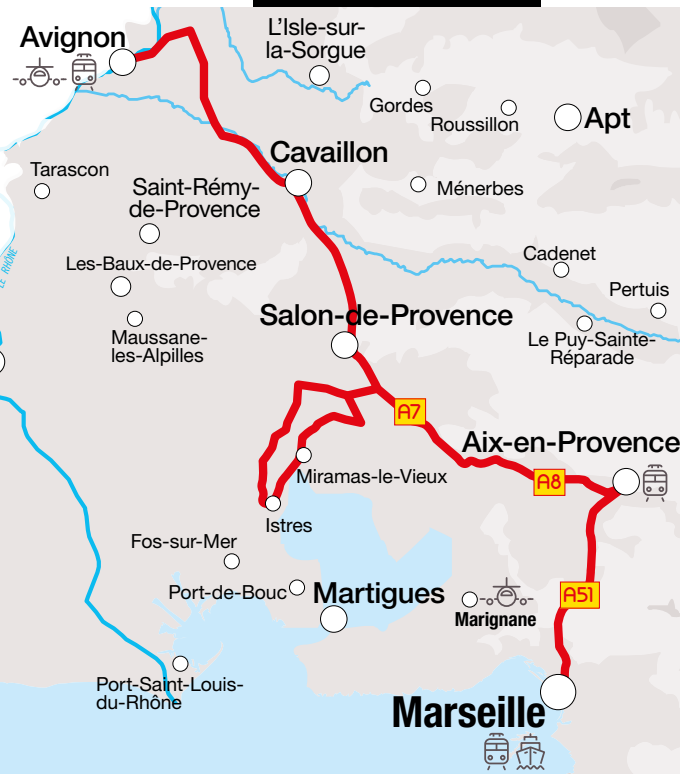 Avignon
L'Isle-sur-
la-Sorgue
Gordes
Roussillon
Apt
Cavaillon
Tarascon
Saint-Rémy-
de-Provence
Ménerbes
LE RHÔNE
Les-Baux-de-Provence
Cadenet
Pertuis
Salon-de-Provence
Maussane-
les-Alpilles
Le Puy-Sainte-
Réparade
A7
Aix-en-Provence
Miramas-le-Vieux
A8
Istres
Fos-sur-Mer
Port-de-Bouc
Martigues
A51
Marignane
Port-Saint-Louis-
du-Rhône
Marseille